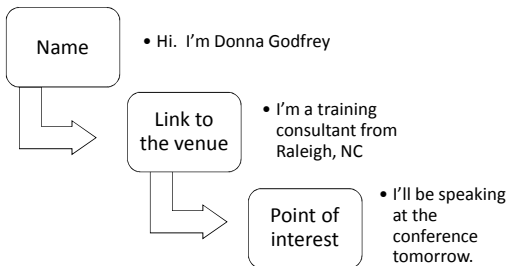 Name
• Hi.  I'm Donna Godfrey
Link to
the venue
• I'm a training
consultant from
Raleigh, NC
Point of
interest
• I'll be speaking
at the
conference
tomorrow.